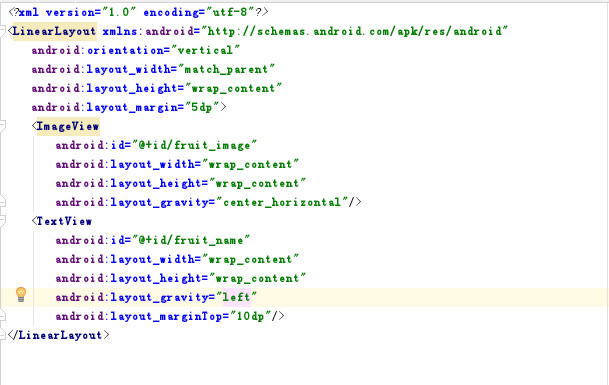 <?xml version="1.0" encoding="utf-8"?>
<LinearLayout xmlns:android="http://schemas.android.com/apk/res/android"
    android:orientation="vertical"
    android:layout_width="match_parent"
    android:layout_height="wrap_content"
    android:layout_margin="5dp">
    <ImageView
        android:id="@+id/fruit_image"
        android:layout_width="wrap_content"
        android:layout_height="wrap_content"
        android:layout_gravity="center_horizontal"/>
    <TextView
        android:id="@+id/fruit_name"
        android:layout_width="wrap_content"
        android:layout_height="wrap_content"
        android:layout_gravity="left"
        android:layout_marginTop="10dp"/>
</LinearLayout>